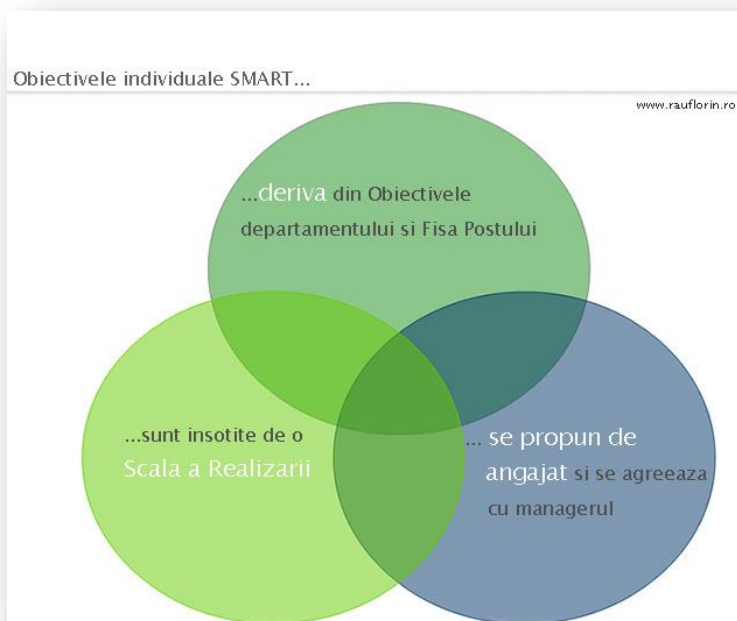 Obiectivele individuale SMART...
www.rauflorin.ro
...deriva din Obiectivele
departamentului si Fisa Postului
...sunt insotite de o
Scala a Realizarii
... se propun de
angajat si se agreeaza
cu managerul